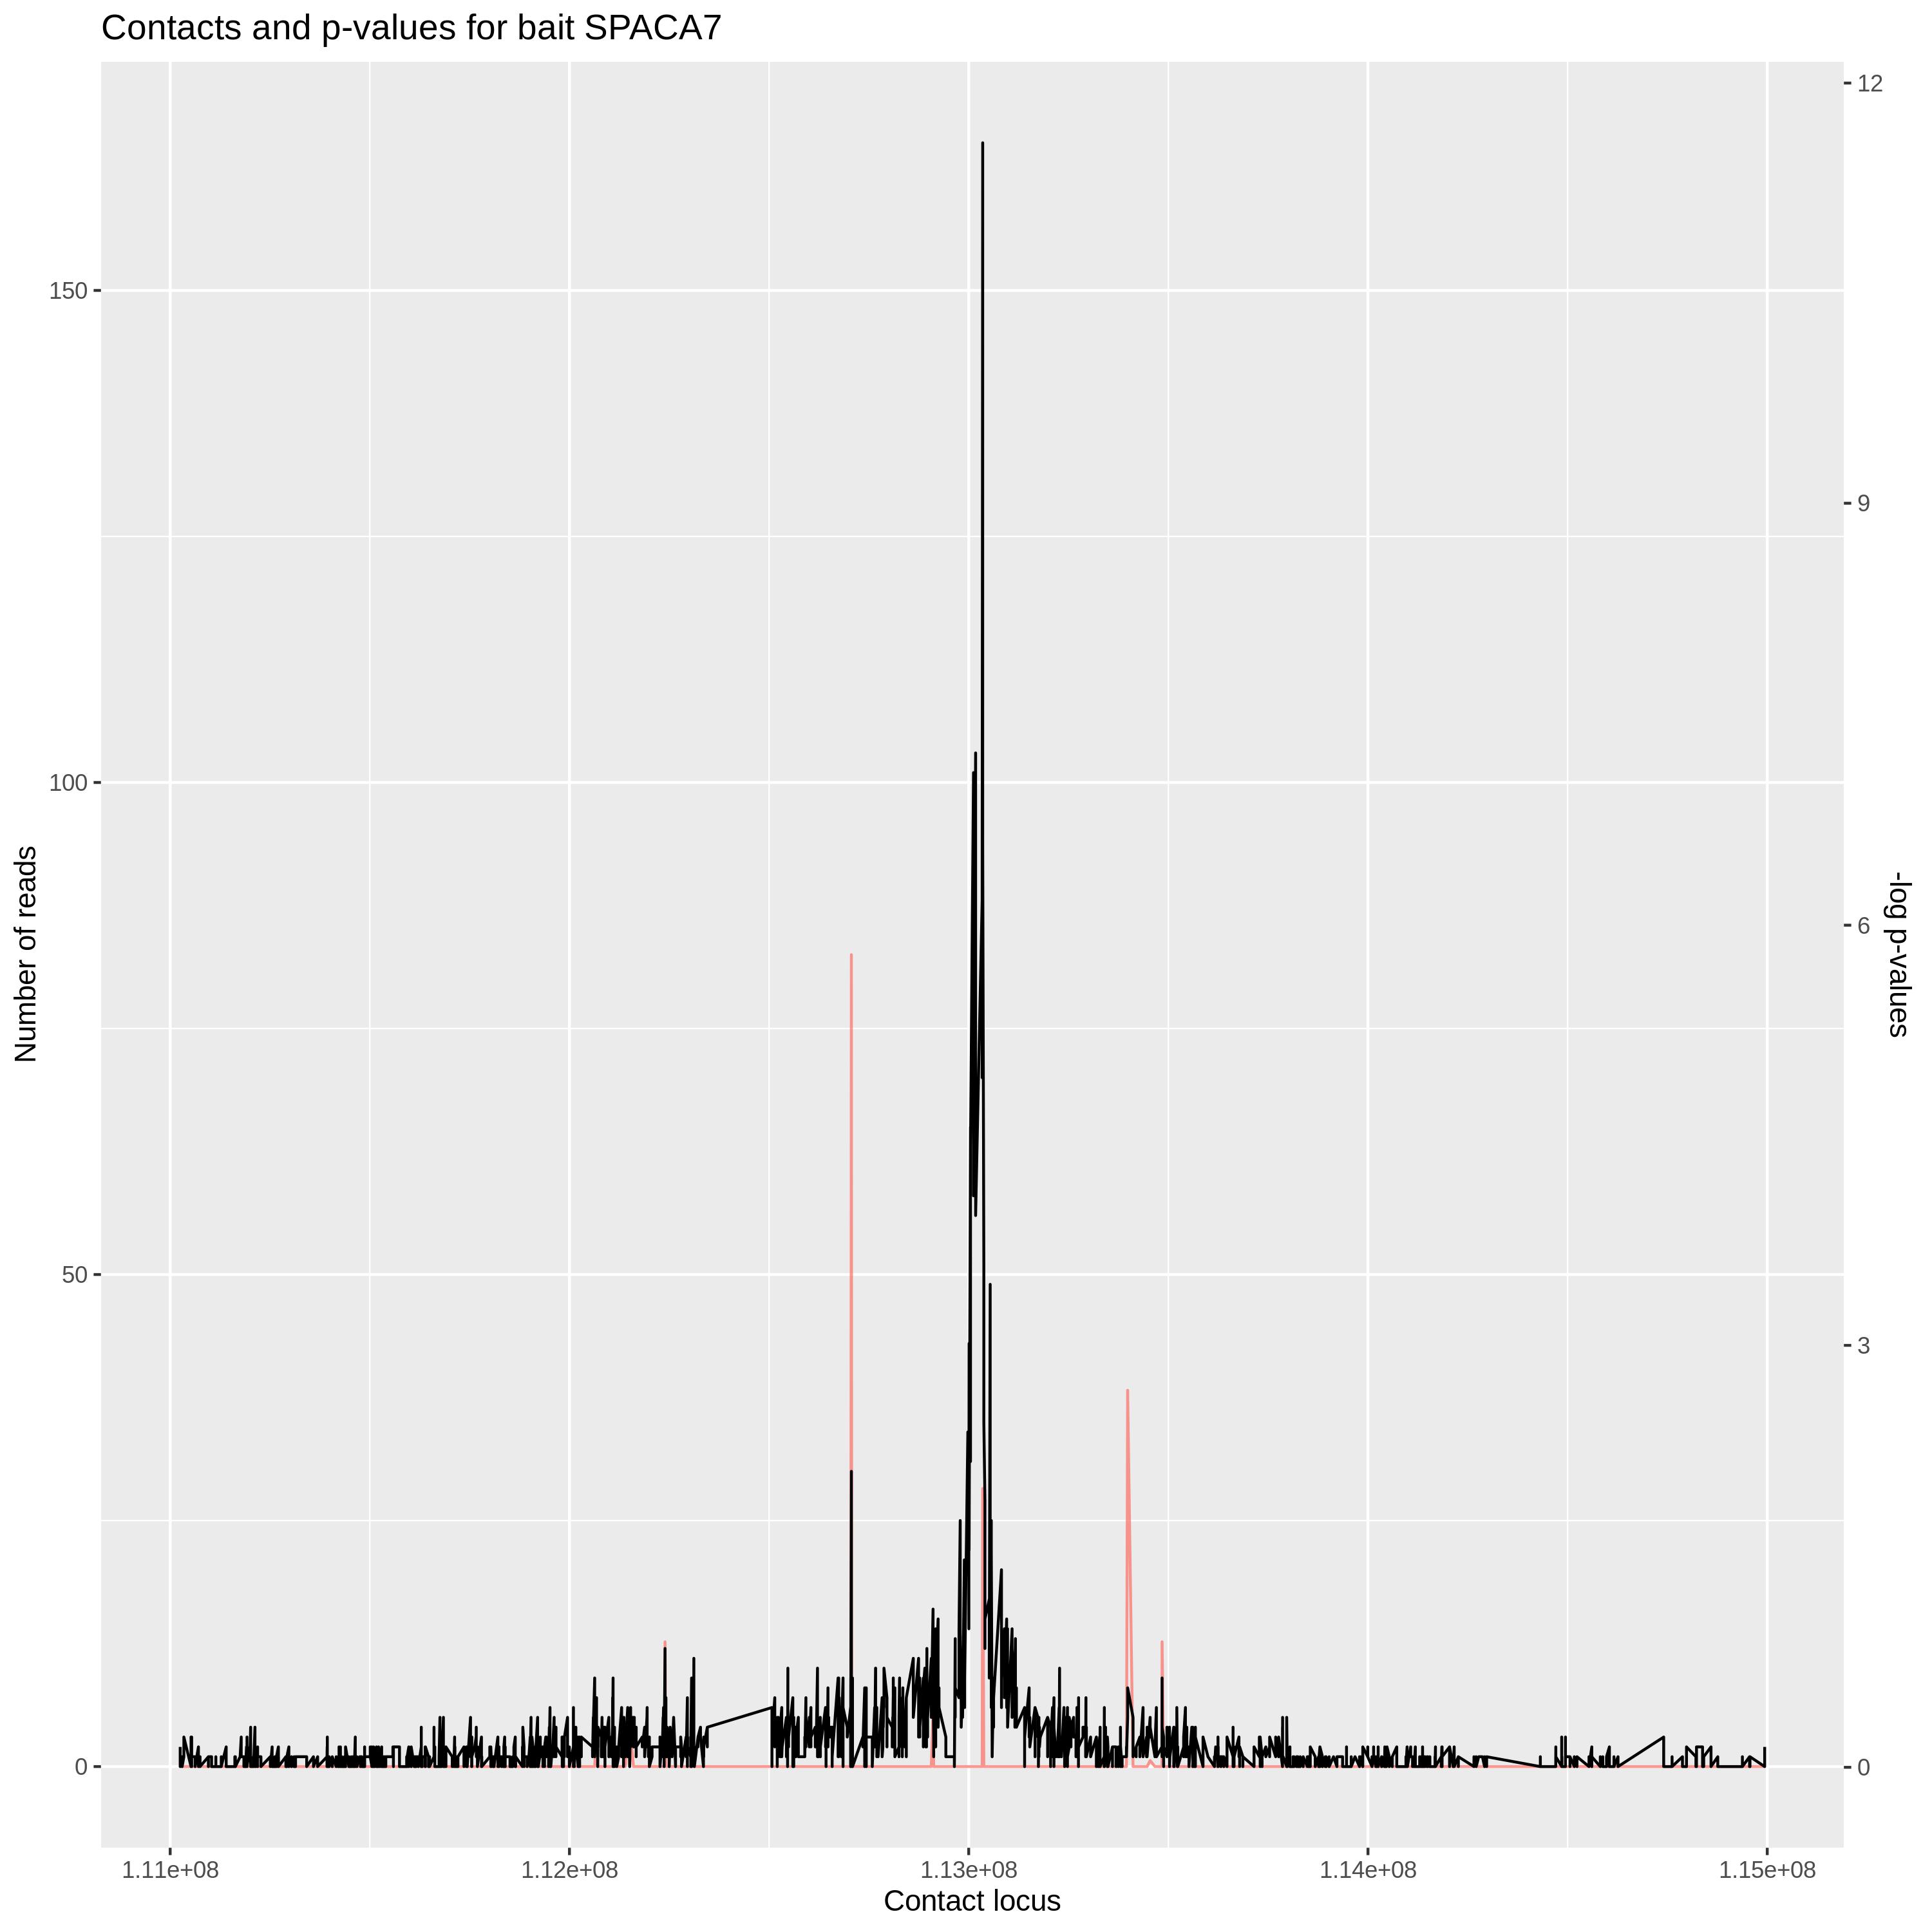 Contacts and p-values for bait SPACA7
12
150
9
100
Number of reads
-log p-values
6
50
3
0
0
1.11e+08
1.12e+08
1.13e+08
1.14e+08
1.15e+08
Contact locus